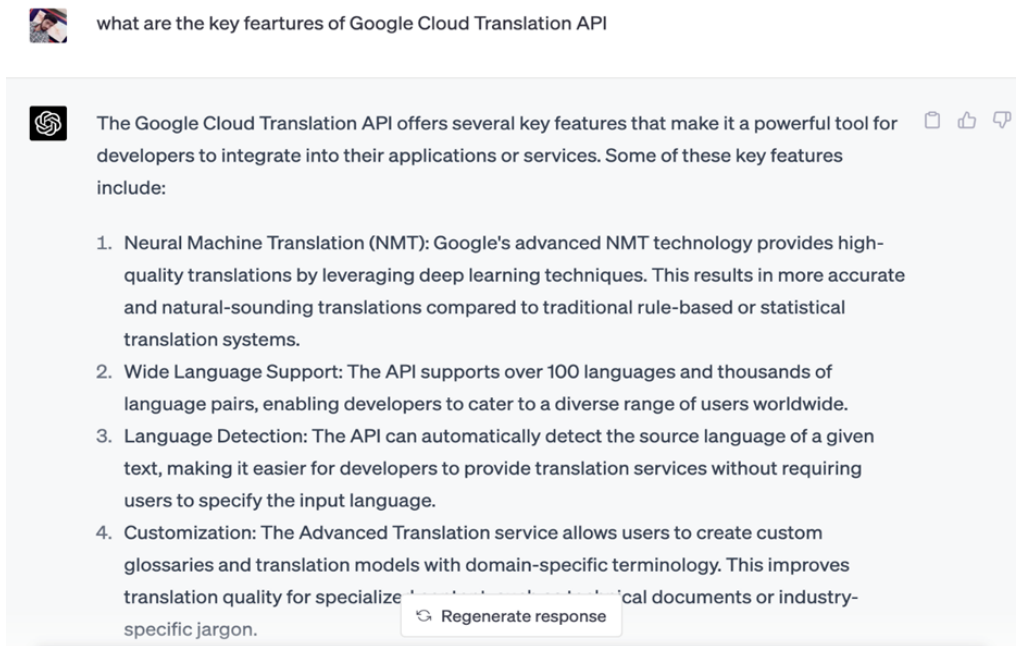 what are the key feartures of Google Cloud Translation API
The Google Cloud Translation API offers several key features that make it a powerful tool for
developers to integrate into their applications or services. Some of these key features
include:
1. Neural Machine Translation (NMT): Google's advanced NMT technology provides high-
quality translations by leveraging deep learning techniques. This results in more accurate
and natural-sounding translations compared to traditional rule-based or statistical
translation systems.
2. Wide Language Support: The API supports over 100 languages and thousands of
language pairs, enabling developers to cater to a diverse range of users worldwide.
3. Language Detection: The API can automatically detect the source language of a given
text, making it easier for developers to provide translation services without requiring
users to specify the input language.
4. Customization: The Advanced Translation service allows users to create custom
glossaries and translation models with domain-specific terminology. This improves
translation quality for documents or industry-
specific jargon.
Regenerate response